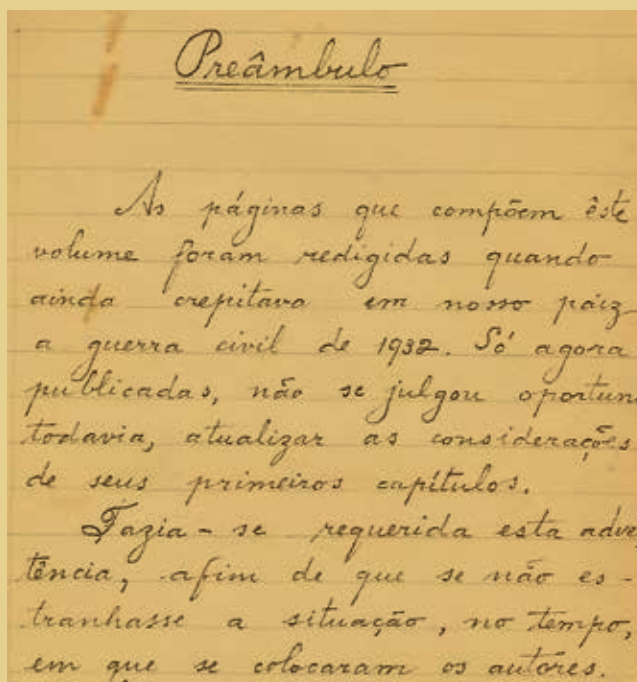 Preâmbulo
As páginas que compõem êste
volume foram redigidas quando
ainda crepitava em nosso paiz
a guerra civil de 1932. Só agora
publicadas, não se julgou oportun
todavia, atualizar as considerações
de seus primeiros capítulos.
Fazia-se requerida esta adver
tência, afim de que se não es-
tranhasse a situação, no tempo,
em que se colocaram os autores.